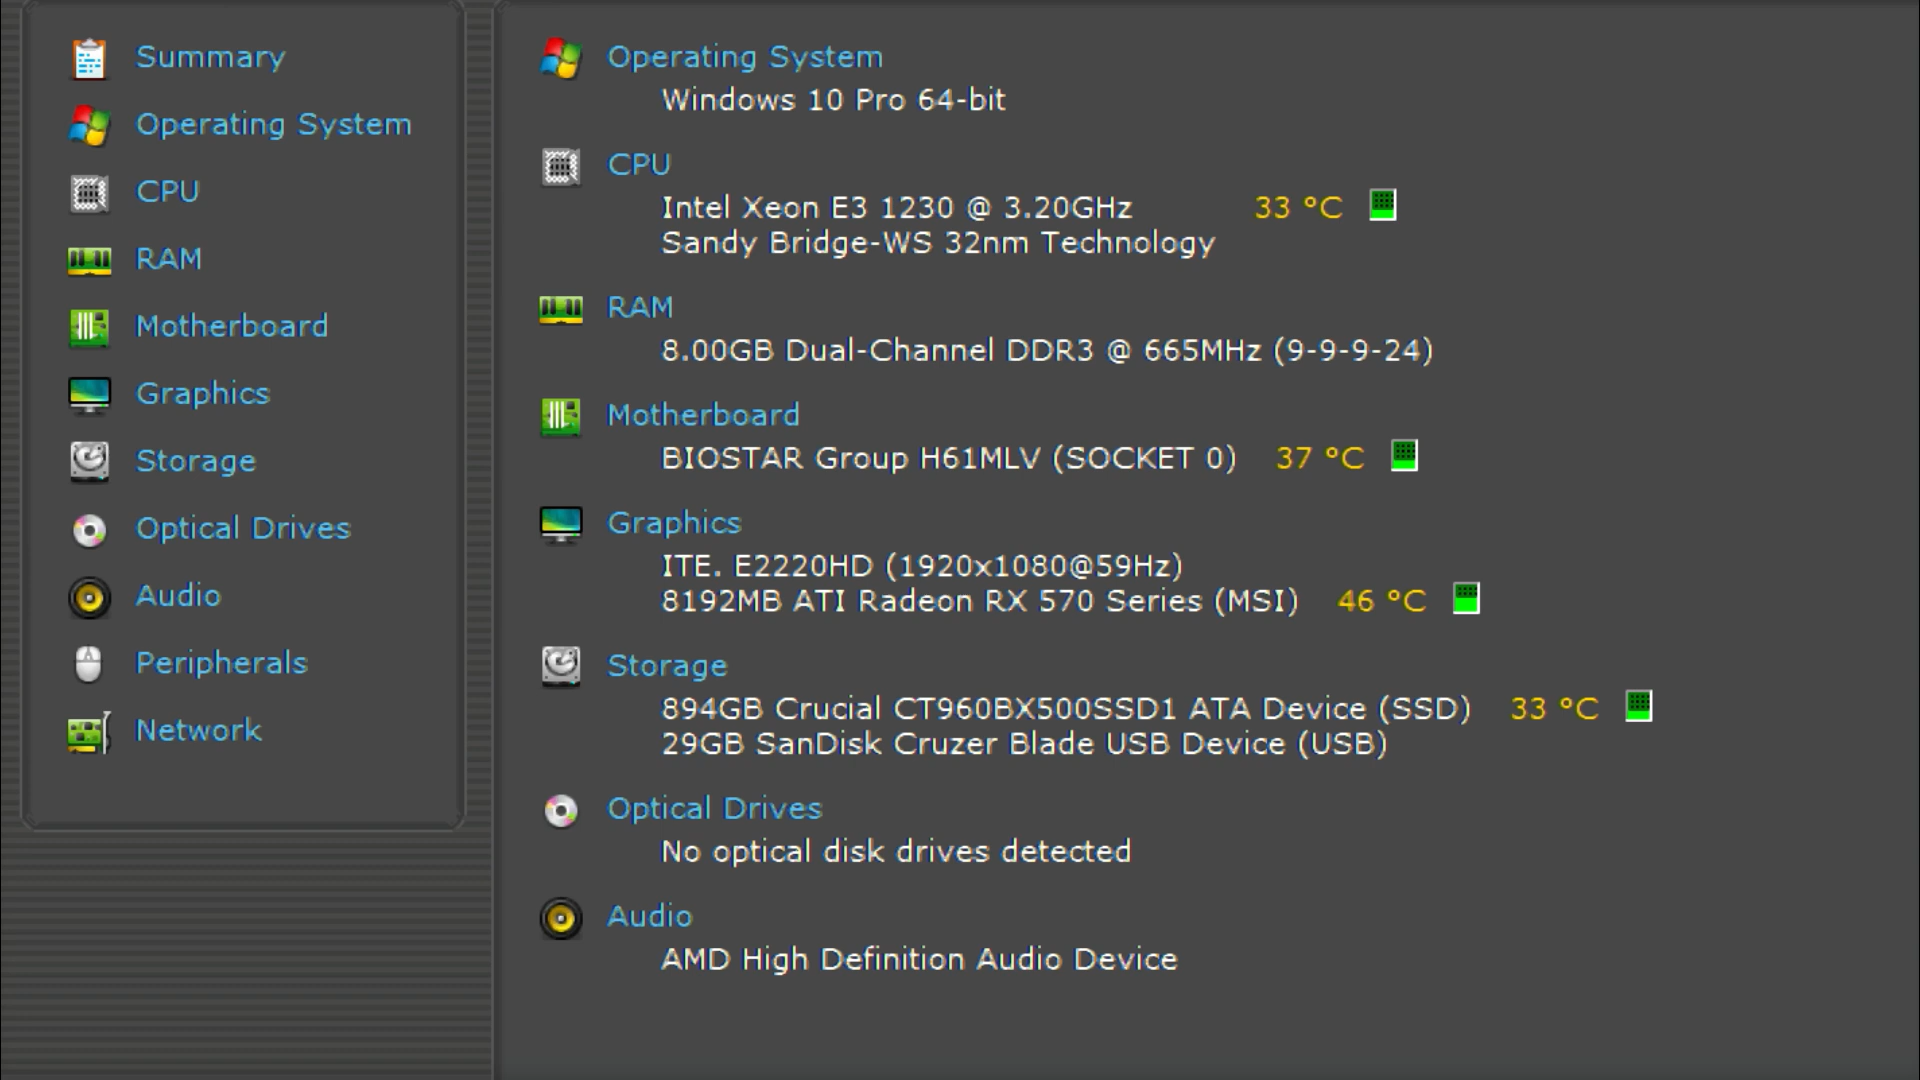 Summary
Operating System
CPU
RAM
Motherboard
Graphics
Storage
Optical Drives
Audio
Peripherals
Network
Operating System
Windows 10 Pro 64-bit
CPU
Intel Xeon E3 1230 @ 3.20GHz 33 °C
Sandy Bridge-WS 32nm Technology
RAM
8.00GB Dual-Channel DDR3 @ 665MHz (9-9-9-24)
Motherboard
BIOSTAR Group H61MLV (SOCKET 0) 37 °C
Graphics
ITE. E2220HD (1920x1080@59Hz)
8192MB ATI Radeon RX 570 Series (MSI) 46 °C
Storage
894GB Crucial CT960BX500SSD1 ATA Device (SSD) 33 °C
29GB SanDisk Cruzer Blade USB Device (USB)
Optical Drives
No optical disk drives detected
Audio
AMD High Definition Audio Device